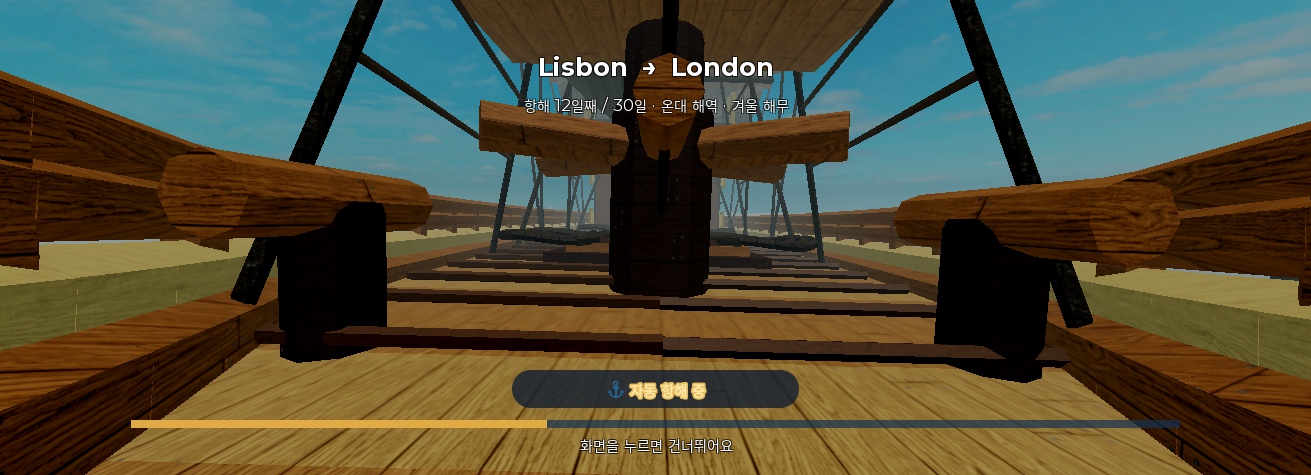 Lisbon → London
항해 12일째 / 30일 · 온대 해역 · 겨울 해무
⚓ 자동 항해 중
화면을 누르면 건너뛰어요